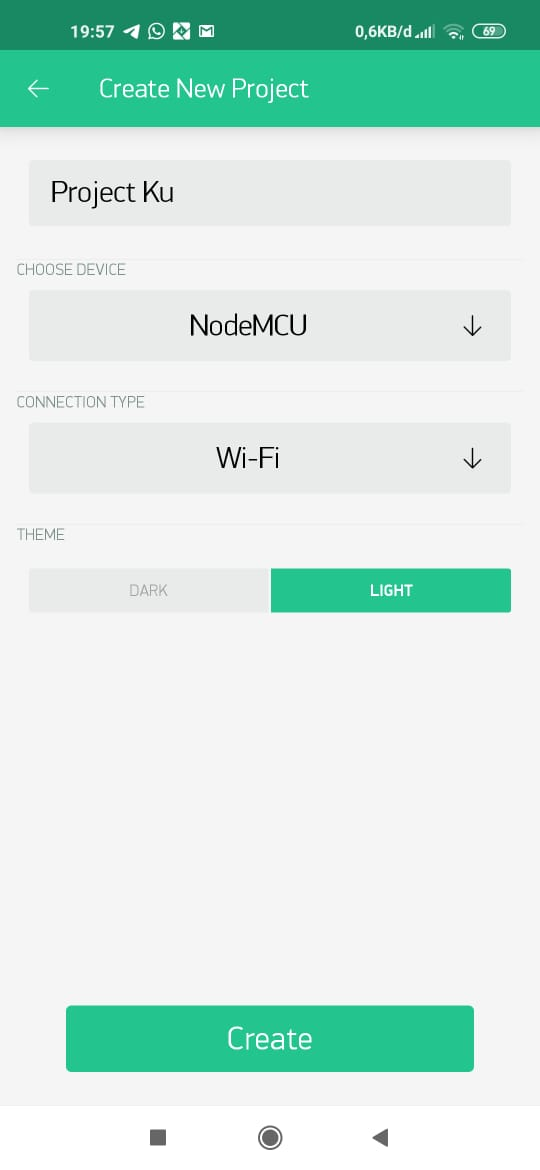 19:57 0,6KB/d 69
Create New Project
Project Ku
CHOOSE DEVICE
NodeMCU
CONNECTION TYPE
Wi-Fi
THEME
DARK LIGHT
Create